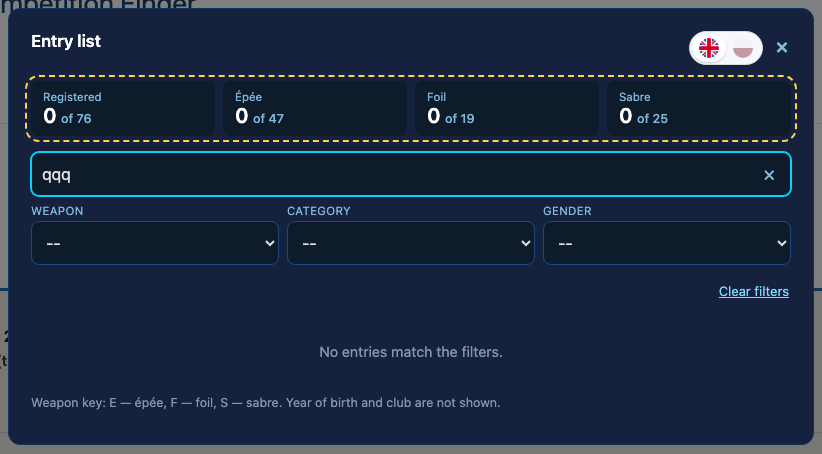 mpetition Finder
Entry list
Registered
0 of 76
Épée
0 of 47
Foil
0 of 19
Sabre
0 of 25
qqq
WEAPON
CATEGORY
GENDER
--
--
--
Clear filters
No entries match the filters.
Weapon key: E — épée, F — foil, S — sabre. Year of birth and club are not shown.